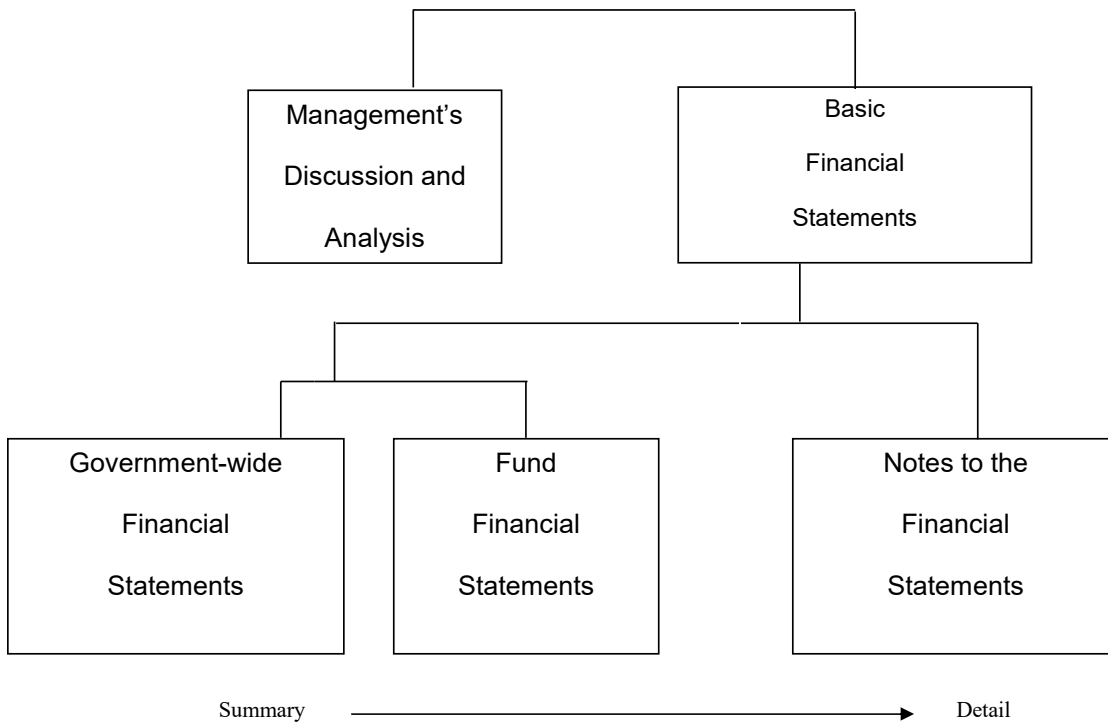 Management’s
Discussion and
Analysis
Basic
Financial
Statements
Government-wide
Financial
Statements
Fund
Financial
Statements
Notes to the
Financial
Statements
Summary
Detail